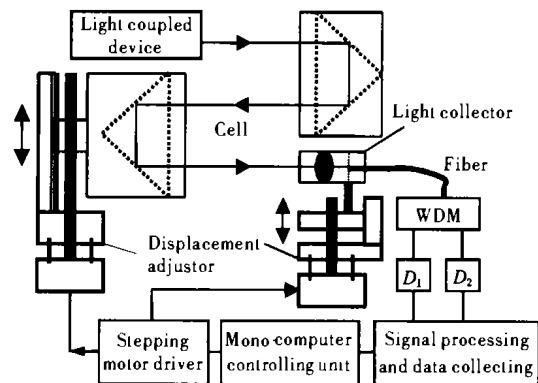 Light coupled
device
Light collector
Cell
Fiber
WDM
Displacement
adjustor
D1
D2
Stepping
motor driver
Mono-computer
controlling unit
Signal processing
and data collecting